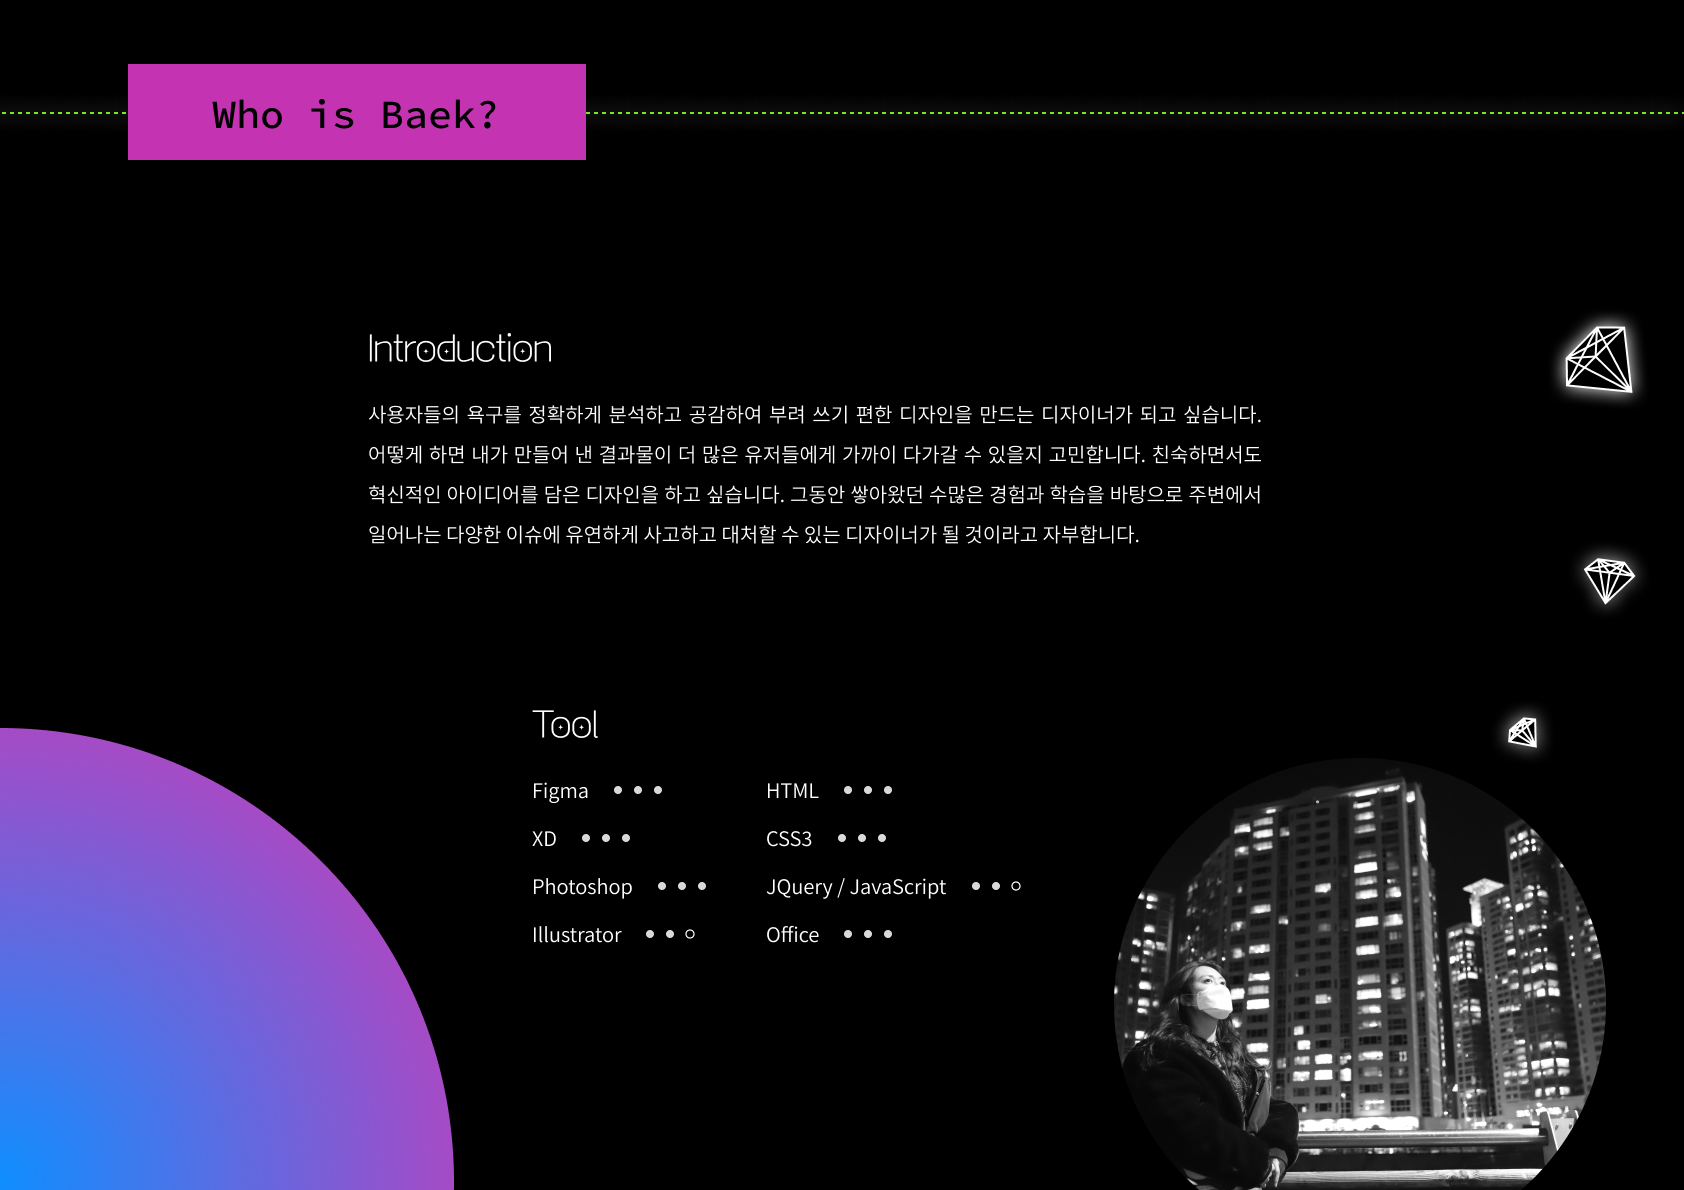 Who is Baek?
Introduction
사용자들의 욕구를 정확하게 분석하고 공감하여 부려 쓰기 편한 디자인을 만드는 디자이너가 되고 싶습니다.
어떻게 하면 내가 만들어 낸 결과물이 더 많은 유저들에게 가까이 다가갈 수 있을지 고민합니다. 친숙하면서도
혁신적인 아이디어를 담은 디자인을 하고 싶습니다. 그동안 쌓아왔던 수많은 경험과 학습을 바탕으로 주변에서
일어나는 다양한 이슈에 유연하게 사고하고 대처할 수 있는 디자이너가 될 것이라고 자부합니다.
Tool
Figma
HTML
XD
CSS3
Photoshop
JQuery / JavaScript
Illustrator
Office